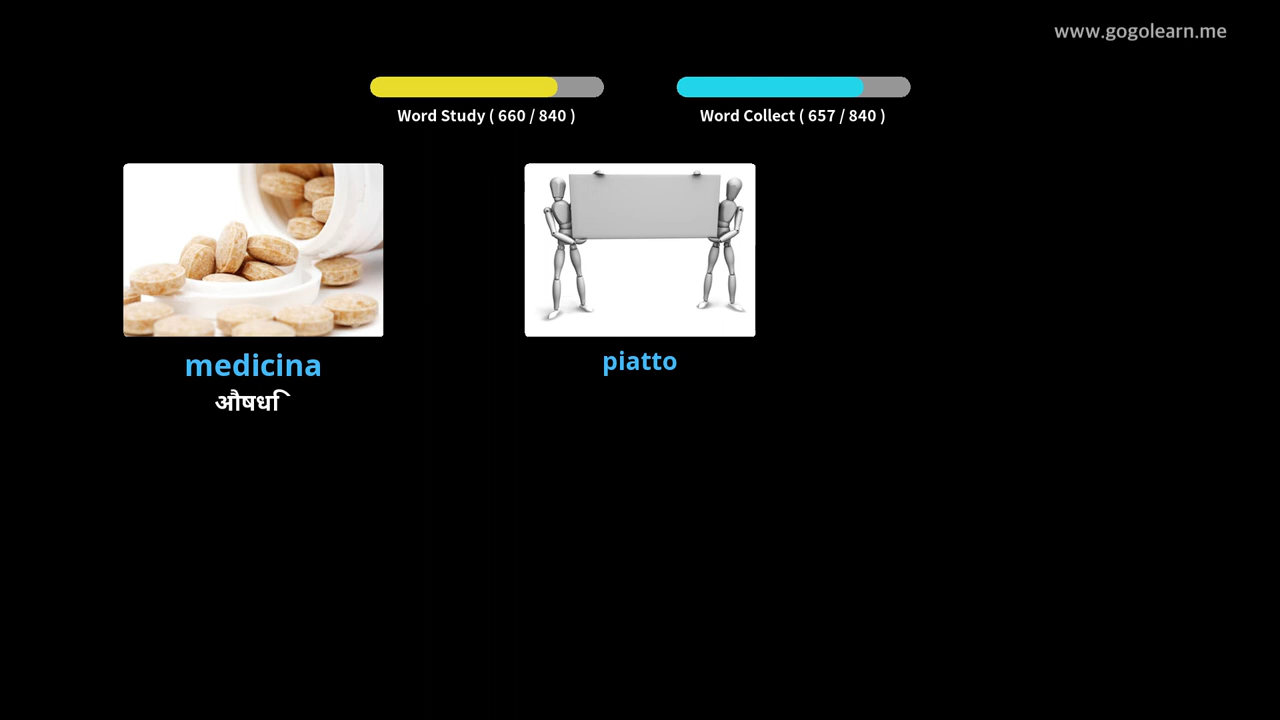 www.gogolearn.me
Word Study ( 660 / 840 )
Word Collect ( 657 / 840 )
medicina
औषधि
piatto